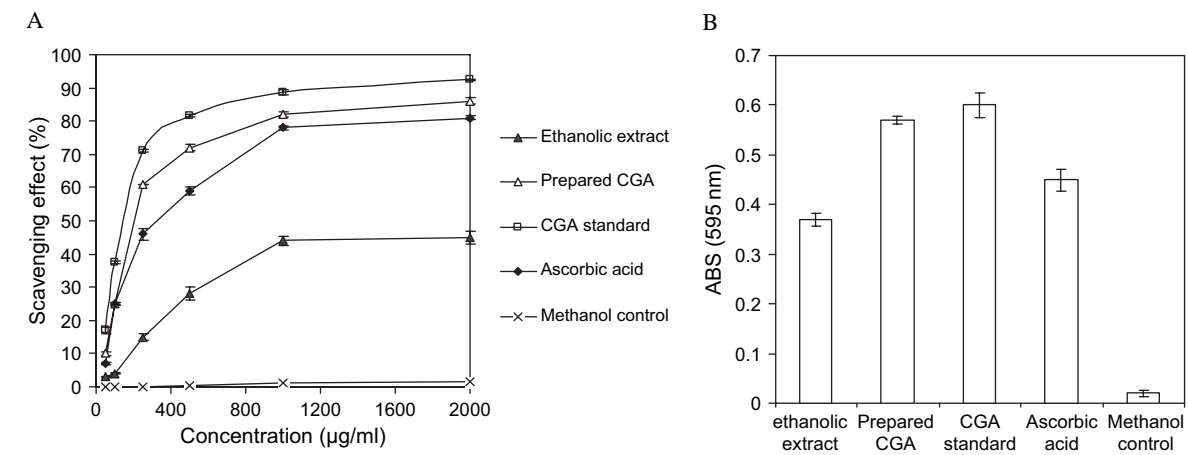 A
100
90
80
70
60
50
40
30
20
10
0
Scavenging effect (%)
0 400 800 1200 1600 2000
Concentration (µg/ml)
Ethanolic extract
Prepared CGA
CGA standard
Ascorbic acid
Methanol control
B
0.7
0.6
0.5
0.4
0.3
0.2
0.1
0
ABS (595 nm)
ethanolic extract
Prepared CGA
CGA standard
Ascorbic acid
Methanol control